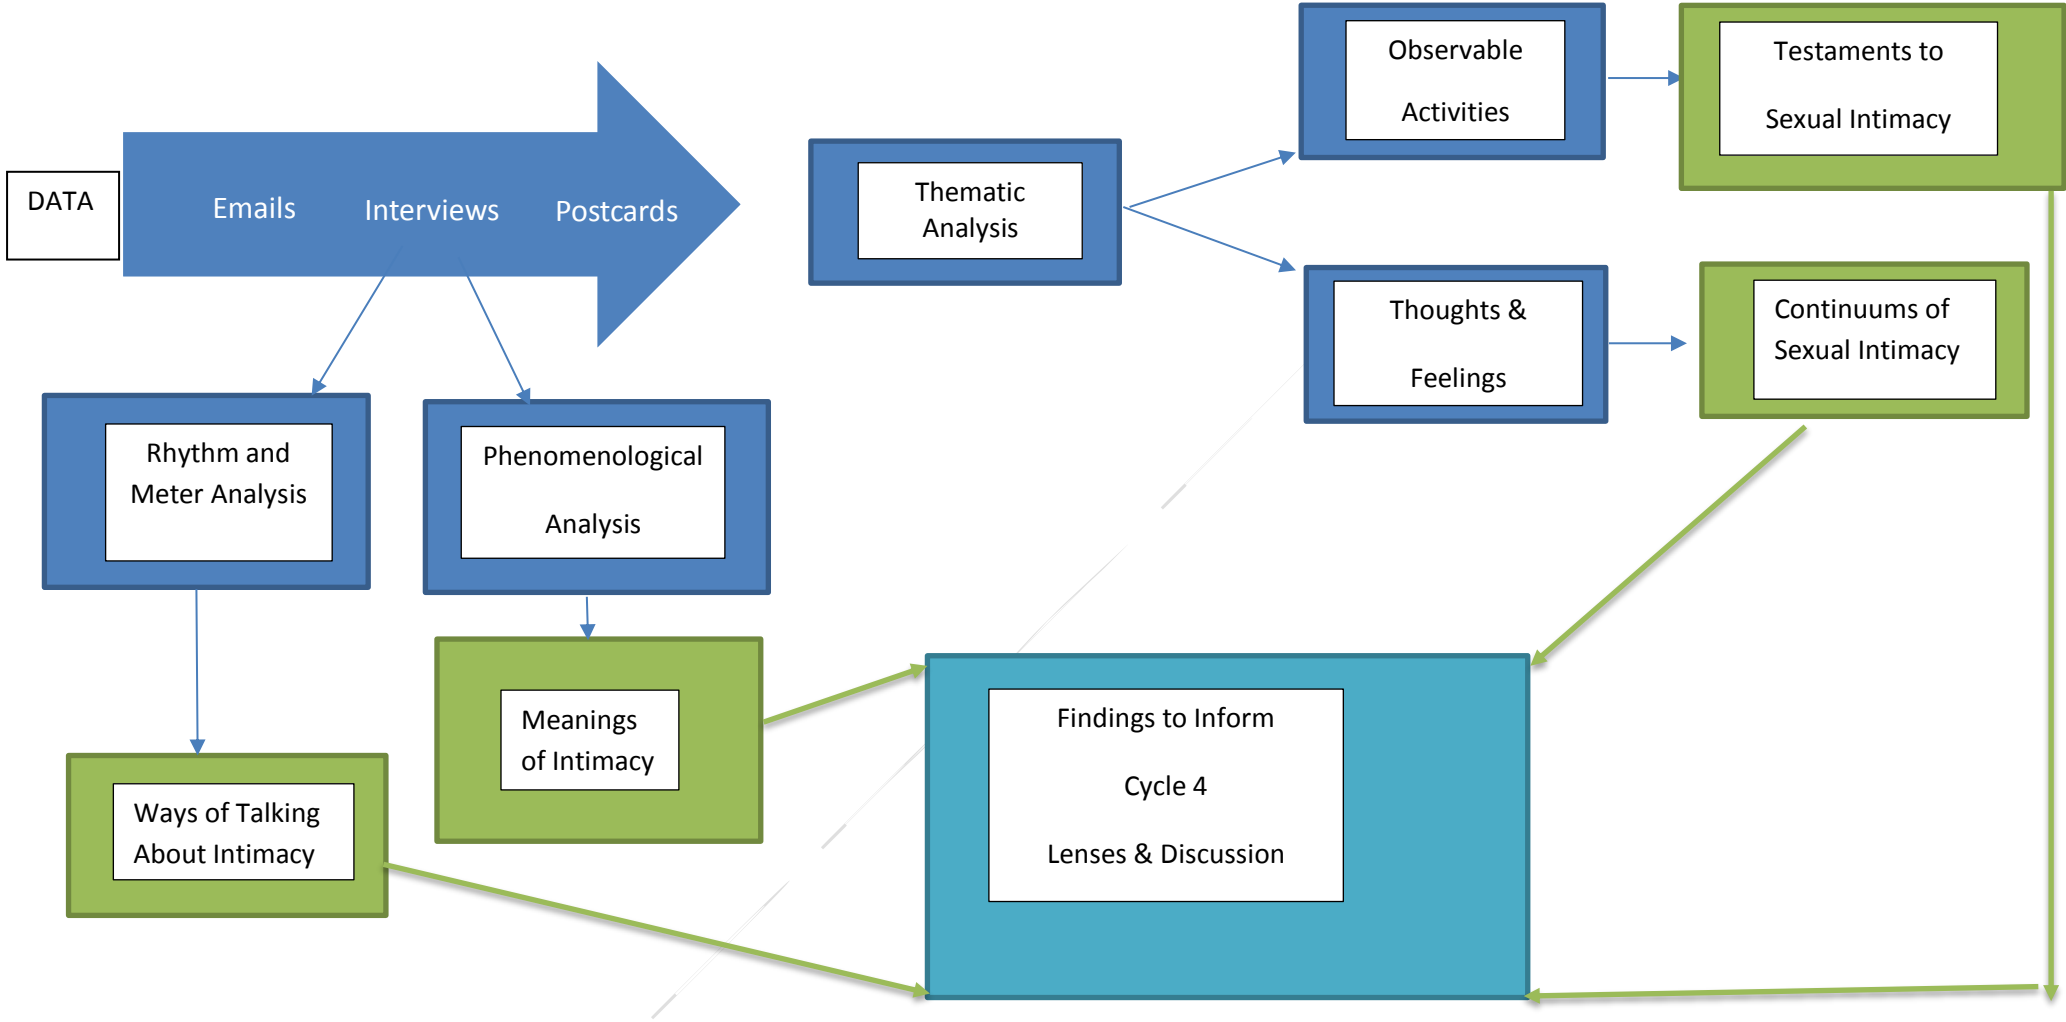 DATA
Emails
Interviews
Postcards
Thematic
Analysis
Observable
Activities
Testaments to
Sexual Intimacy
Thoughts &
Feelings
Continuums of
Sexual Intimacy
Rhythm and
Meter Analysis
Phenomenological
Analysis
Meanings
of Intimacy
Ways of Talking
About Intimacy
Findings to Inform
Cycle 4
Lenses & Discussion